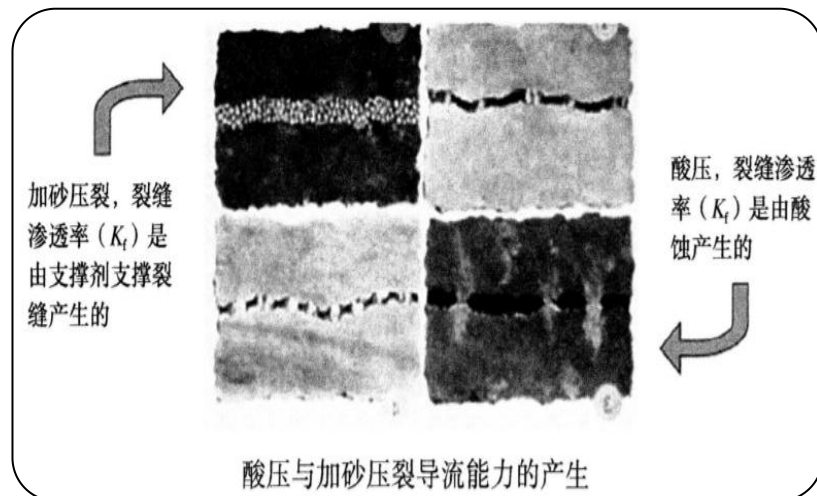 加砂压裂，裂缝
渗透率（Kf）是
由支撑剂支撑裂
缝产生的
酸压，裂缝渗透
率（Kf）是由酸
蚀产生的
酸压与加砂压裂导流能力的产生